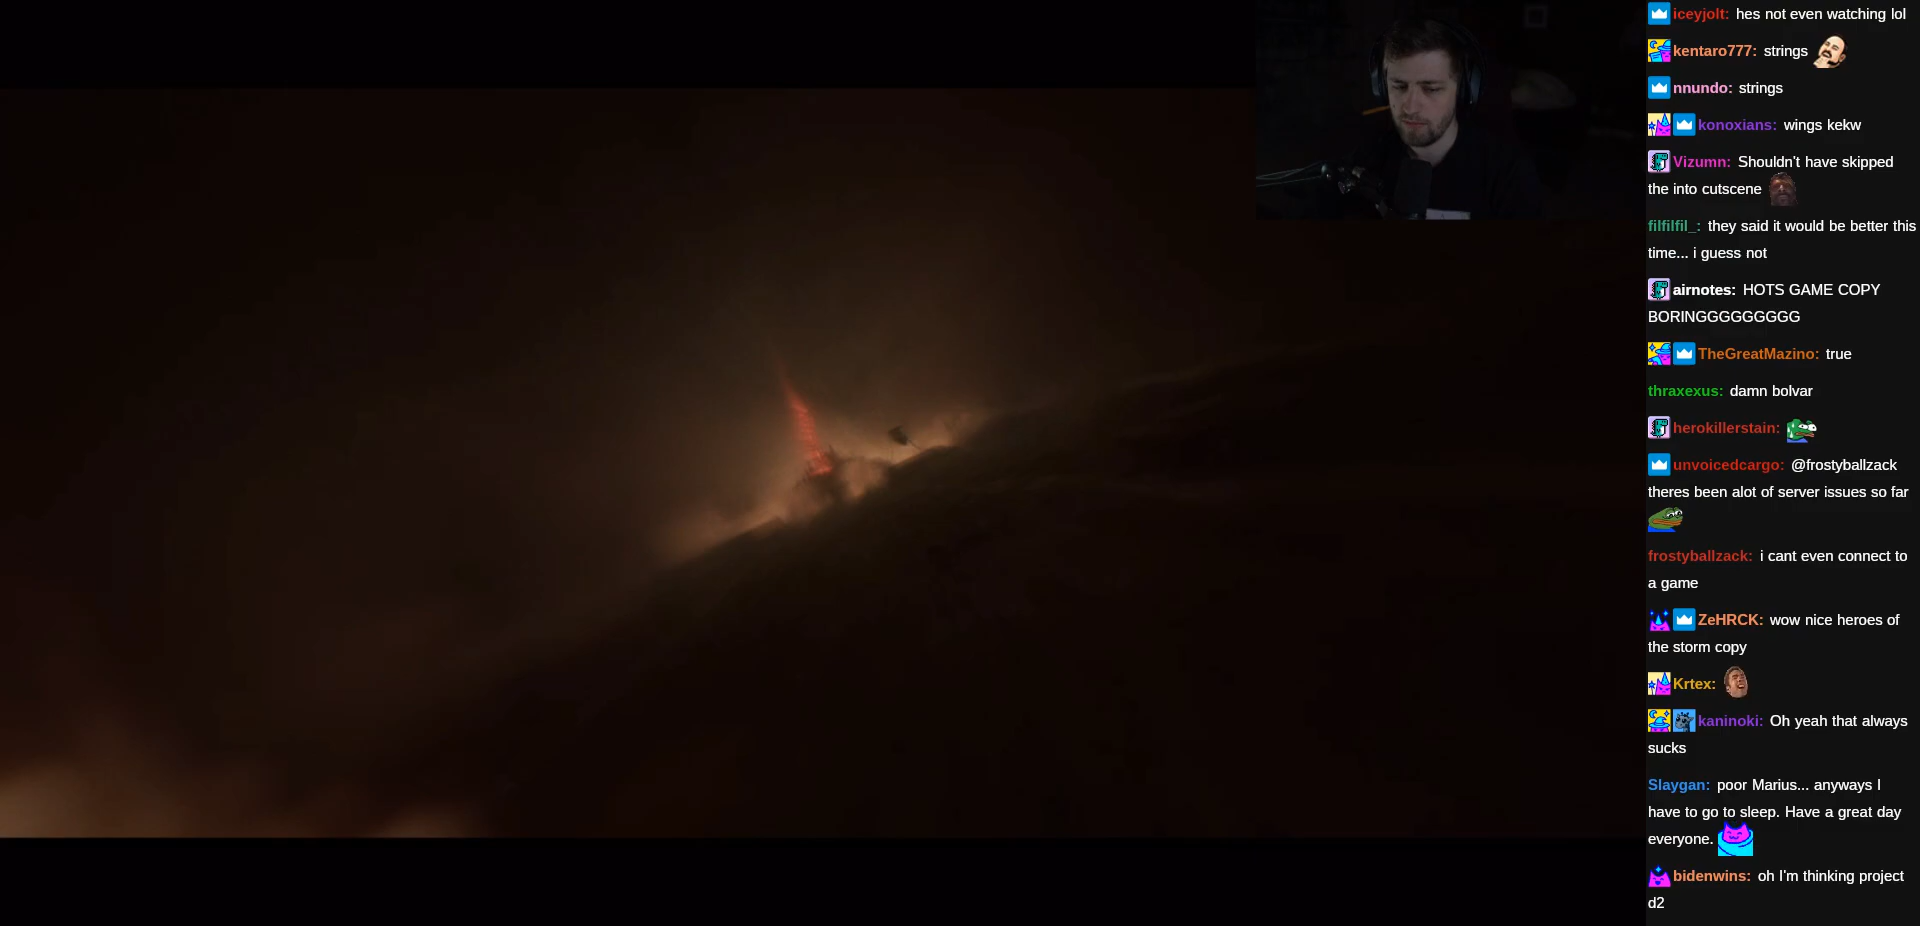 iceyjolt: hes not even watching lol
kentaro777: strings
nnundo: strings
konoxians: wings kekw
Vizumn: Shouldn't have skipped
the into cutscene
filfilfil_: they said it would be better this
time... i guess not
airnotes: HOTS GAME COPY
BORINGGGGGGGGG
TheGreatMazino: true
thraxexus: damn bolvar
herokillerstain:
unvoicedcargo: @frostyballzack
theres been alot of server issues so far
frostyballzack: i cant even connect to
a game
ZeHRCK: wow nice heroes of
the storm copy
Krtex:
kaninoki: Oh yeah that always
sucks
Slaygan: poor Marius... anyways I
have to go to sleep. Have a great day
everyone.
bidenwins: oh I'm thinking project
d2